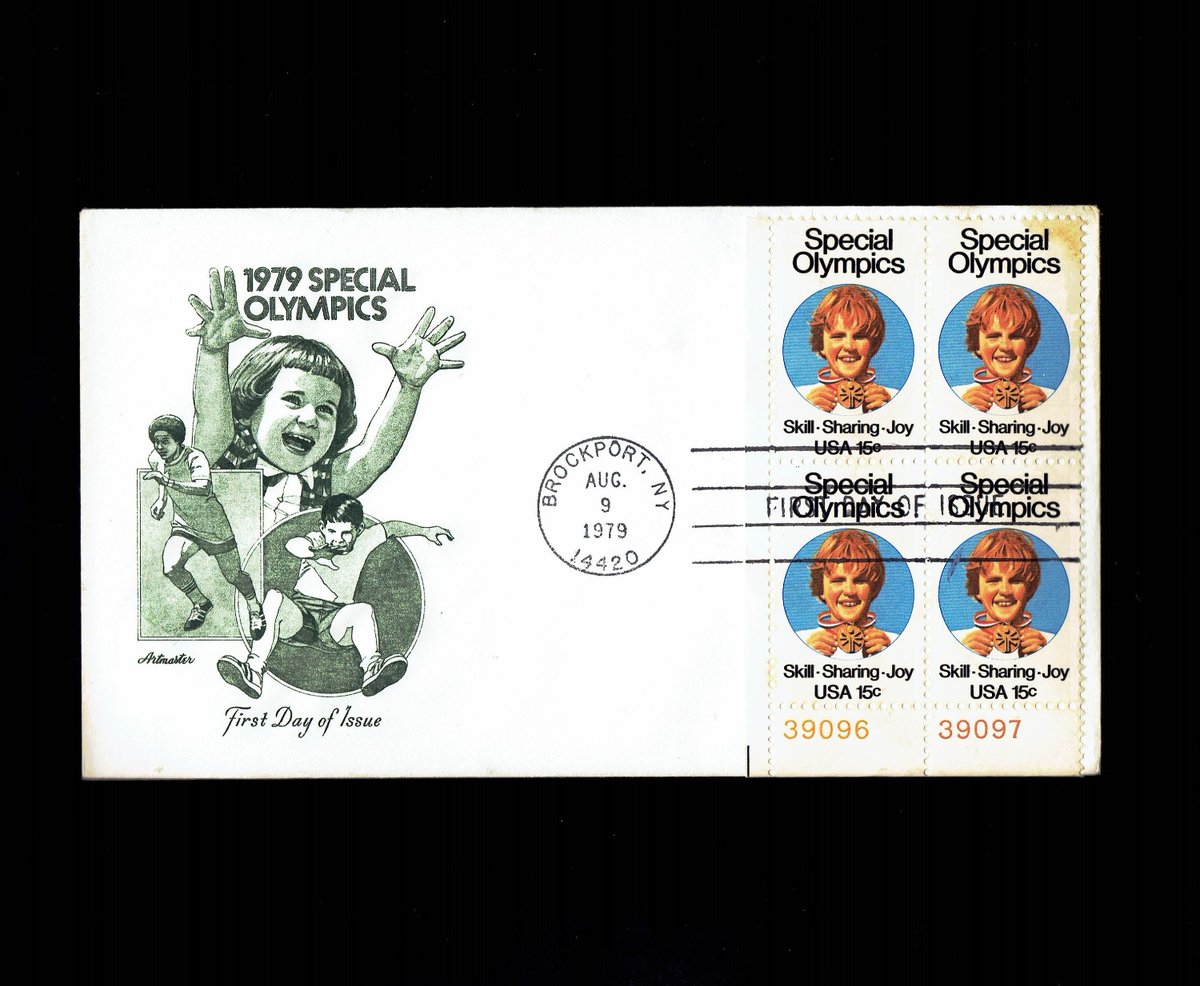 1979 SPECIAL
OLYMPICS
Artmaster
First Day of Issue
BROCKPORT, NY
AUG.
9
1979
14420
Special
Olympics
Skill·Sharing·Joy
USA 15c
Special
Olympics
Skill·Sharing·Joy
USA 15c
FIRST DAY OF ISSUE
Special
Olympics
Skill·Sharing·Joy
USA 15c
Special
Olympics
Skill·Sharing·Joy
USA 15c
39096
39097